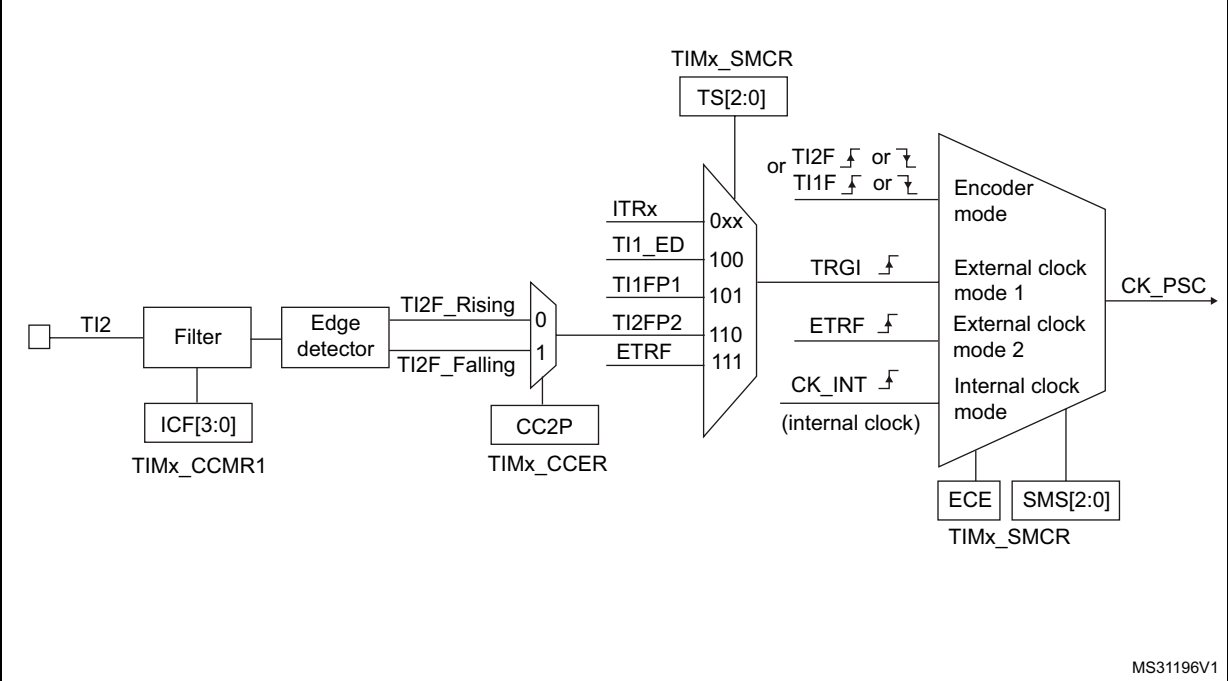 TIMx_SMCR
TS[2:0]
or TI2F or
TI1F or
Encoder
mode
ITRx
0xx
TI1_ED
100
TI1FP1
101
TI2FP2
110
ETRF
111
TRGI
External clock
mode 1
CK_PSC
ETRF
External clock
mode 2
CK_INT
(internal clock)
Internal clock
mode
TI2
Filter
Edge
detector
TI2F_Rising
0
TI2F_Falling
1
ICF[3:0]
TIMx_CCMR1
CC2P
TIMx_CCER
ECE
SMS[2:0]
TIMx_SMCR
MS31196V1